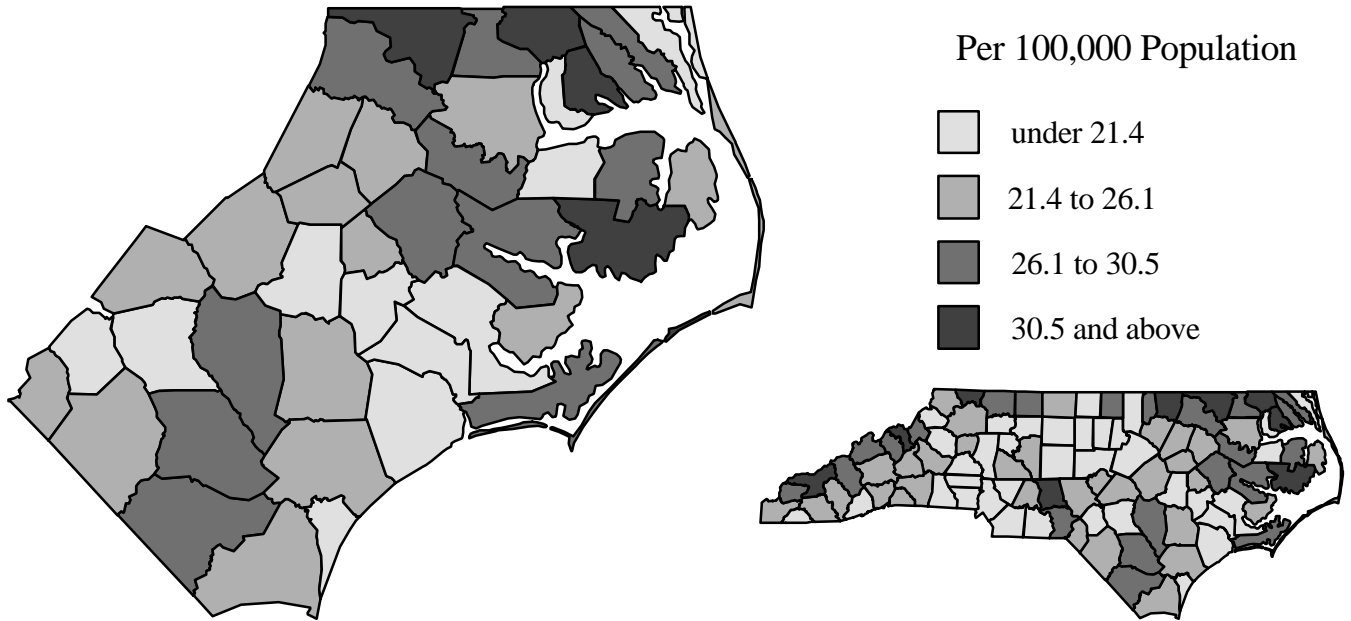 Per 100,000 Population
under 21.4
21.4 to 26.1
26.1 to 30.5
30.5 and above